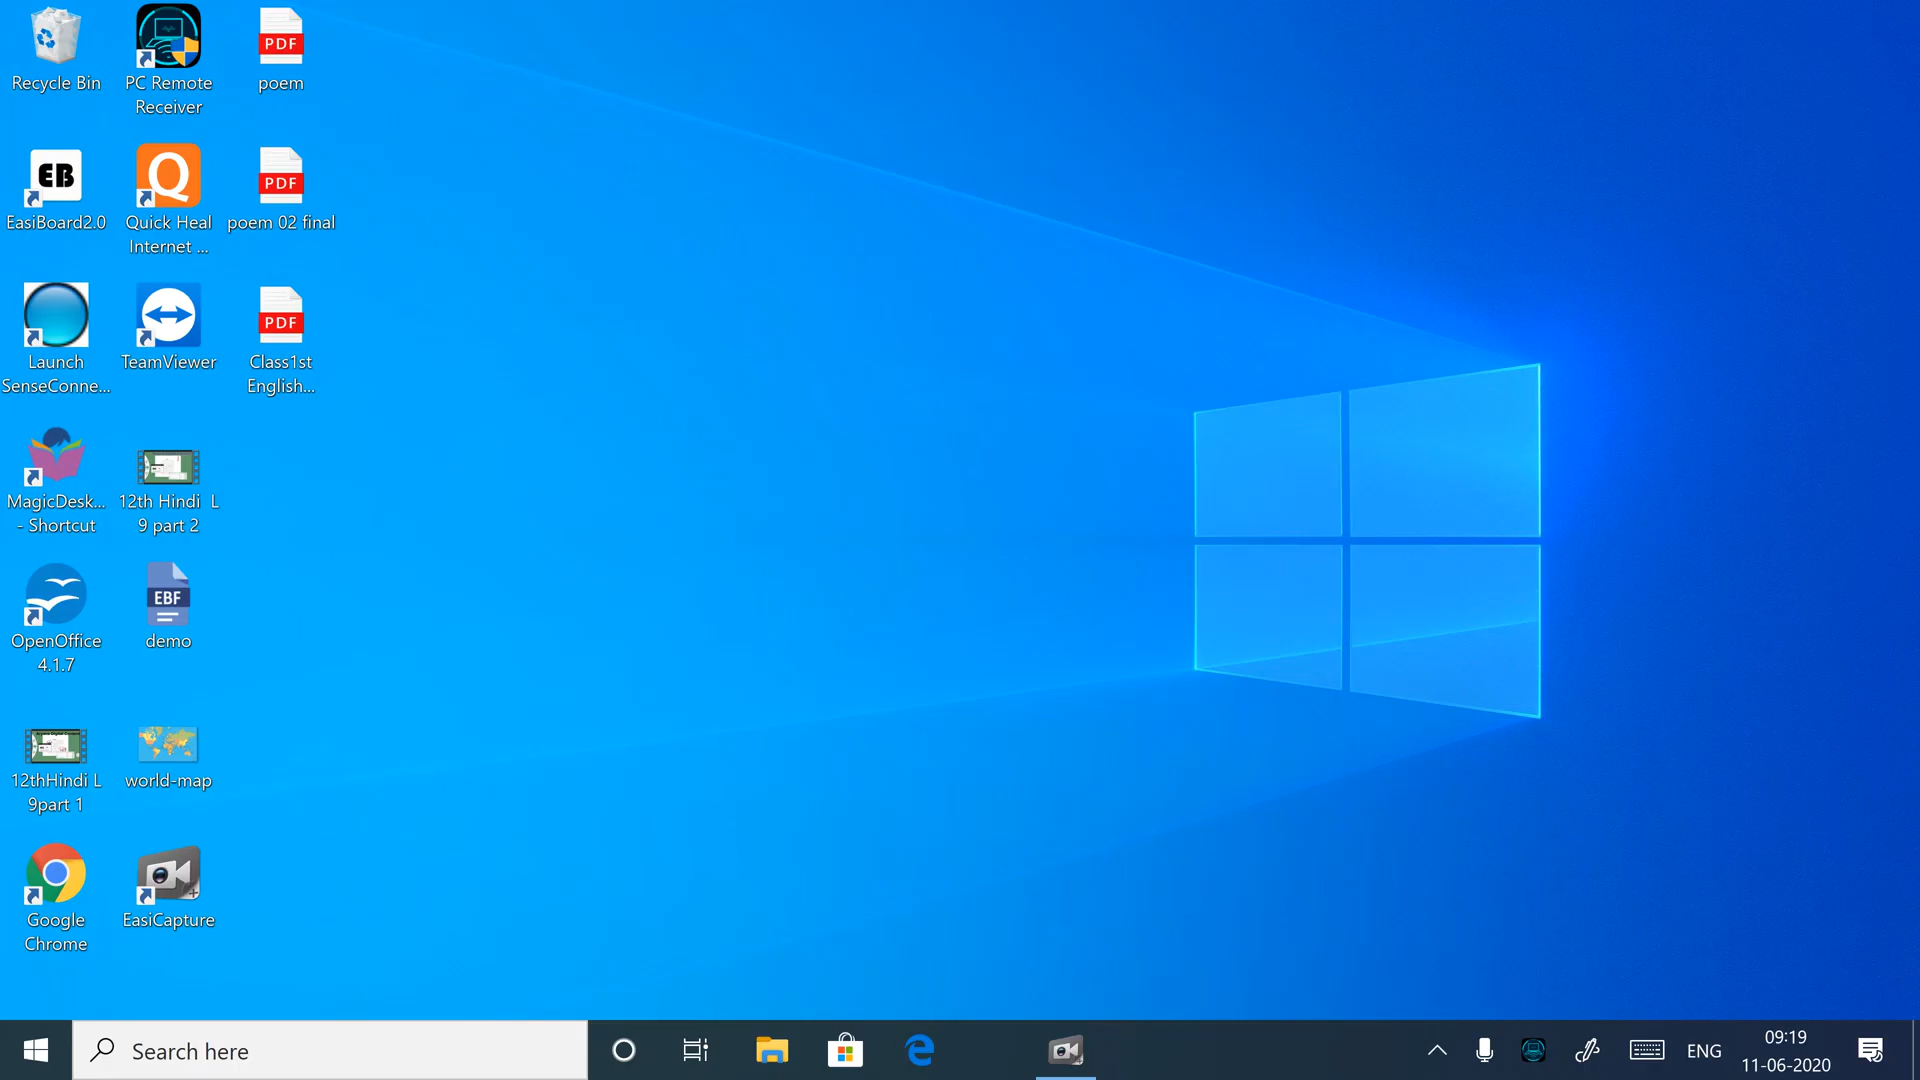 Recycle Bin
PC Remote
Receiver
PDF
poem
EB
EasiBoard2.0
Q
Quick Heal
Internet ...
PDF
poem 02 final
Launch
SenseConne...
TeamViewer
PDF
Class1st
English...
MagicDesk...
- Shortcut
12th Hindi L
9 part 2
OpenOffice
4.1.7
EBF
demo
12thHindi L
9part 1
world-map
Google
Chrome
EasiCapture
Search here
ENG
09:19
11-06-2020